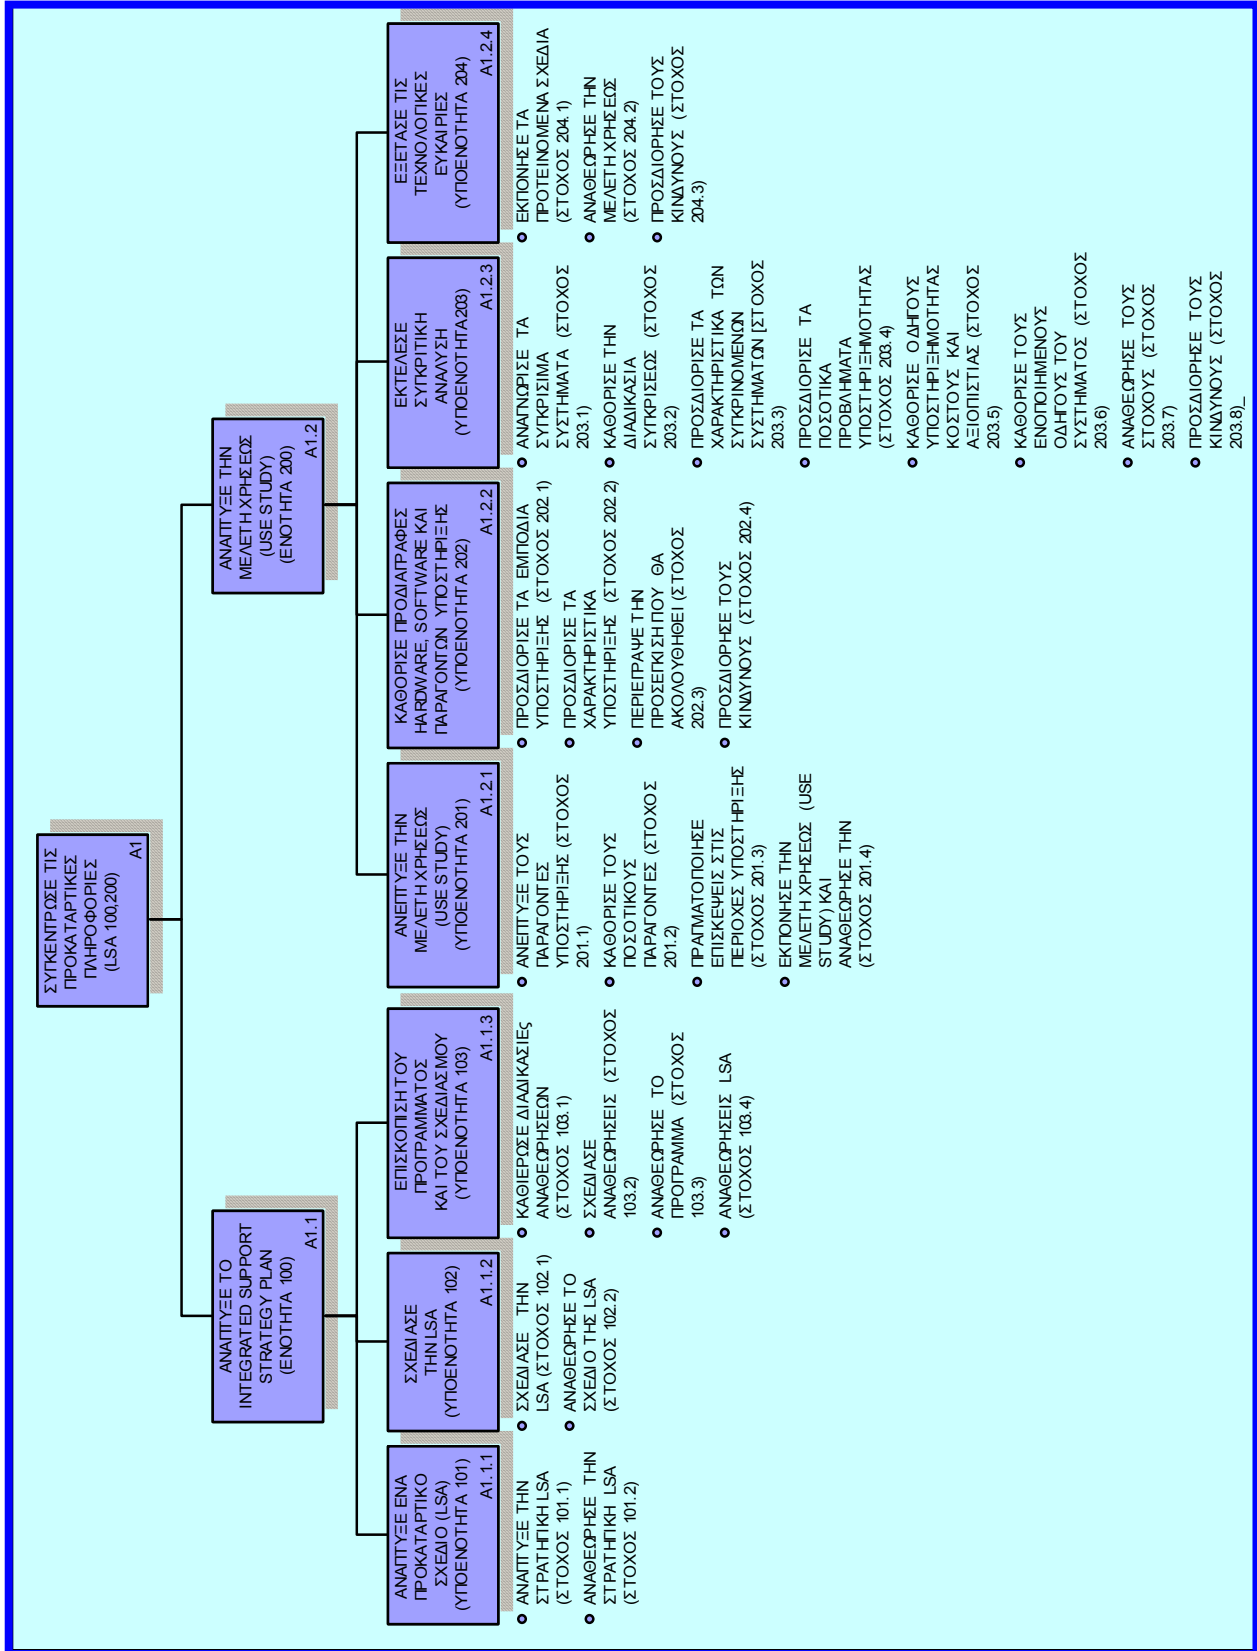 ΣΥΓΚΕΝΤΡΩΣΕ ΤΙΣ
ΠΡΟΚΑΤΑΡΤΙΚΕΣ
ΠΛΗΡΟΦΟΡΙΕΣ
(LSA 100,200)
A1
ΑΝΑΠΤΥΞΕ ΤΟ
INTEGRATED SUPPORT
STRATEGY PLAN
(ΕΝΟΤΗΤΑ 100)
A1.1
ΑΝΑΠΤΥΞΕ ΤΗΝ
ΜΕΛΕΤΗ ΧΡΗΣΕΩΣ
(USE STUDY)
(ΕΝΟΤΗΤΑ 200)
A1.2
ΑΝΑΠΤΥΞΕ ΕΝΑ
ΠΡΟΚΑΤΑΡΤΙΚΟ
ΣΧΕΔΙΟ (LSA)
(ΥΠΟΕΝΟΤΗΤΑ 101)
A1.1.1
• ΑΝΑΠΤΥΞΕ ΤΗΝ
ΣΤΡΑΤΗΓΙΚΗ LSA
(ΣΤΟΧΟΣ 101.1)
• ΑΝΑΘΕΩΡΗΣΕ ΤΗΝ
ΣΤΡΑΤΗΓΙΚΗ LSA
(ΣΤΟΧΟΣ 101.2)
ΣΧΕΔΙΑΣΕ
ΤΗΝ LSA
(ΥΠΟΕΝΟΤΗΤΑ 102)
A1.1.2
• ΣΧΕΔΙΑΣΕ ΤΗΝ
LSA (ΣΤΟΧΟΣ 102.1)
• ΑΝΑΘΕΩΡΗΣΕ ΤΟ
ΣΧΕΔΙΟ ΤΗΣ LSA
(ΣΤΟΧΟΣ 102.2)
ΕΠΙΣΚΟΠΙΣΗ ΤΟΥ
ΠΡΟΓΡΑΜΜΑΤΟΣ
ΚΑΙ ΤΟΥ ΣΧΕΔΙΑΣΜΟΥ
(ΥΠΟΕΝΟΤΗΤΑ 103)
A1.1.3
• ΚΑΘΙΕΡΩΣΕ ΔΙΑΔΙΚΑΣΙΕς
ΑΝΑΘΕΩΡΗΣΕΩΝ
(ΣΤΟΧΟΣ 103.1)
• ΣΧΕΔΙΑΣΕ
ΑΝΑΘΕΩΡΗΣΕΙΣ (ΣΤΟΧΟΣ
103.2)
• ΑΝΑΘΕΩΡΗΣΕ ΤΟ
ΠΡΟΓΡΑΜΜΑ (ΣΤΟΧΟΣ
103.3)
• ΑΝΑΘΕΩΡΗΣΕΙΣ LSA
(ΣΤΟΧΟΣ 103.4)
ΑΝΕΠΤΥΞΕ ΤΗΝ
ΜΕΛΕΤΗ ΧΡΗΣΕΩΣ
(USE STUDY)
(ΥΠΟΕΝΟΤΗΤΑ 201)
A1.2.1
• ΑΝΕΠΤΥΞΕ ΤΟΥΣ
ΠΑΡΑΓΟΝΤΕΣ
ΥΠΟΣΤΗΡΙΞΗΣ (ΣΤΟΧΟΣ
201.1)
• ΚΑΘΟΡΙΣΕ ΤΟΥΣ
ΠΟΣΟΤΙΚΟΥΣ
ΠΑΡΑΓΟΝΤΕΣ (ΣΤΟΧΟΣ
201.2)
• ΠΡΑΓΜΑΤΟΠΟΙΗΣΕ
ΕΠΙΣΚΕΨΕΙΣ ΣΤΙΣ
ΠΕΡΙΟΧΕΣ ΥΠΟΣΤΗΡΙΞΗΣ
(ΣΤΟΧΟΣ 201.3)
• ΕΚΠΟΝΗΣΕ ΤΗΝ
ΜΕΛΕΤΗ ΧΡΗΣΕΩΣ (USE
STUDY) ΚΑΙ
ΑΝΑΘΕΩΡΗΣΕ ΤΗΝ
(ΣΤΟΧΟΣ 201.4)
ΚΑΘΟΡΙΣΕ ΠΡΟΔΙΑΓΡΑΦΕΣ
HARDWARE, SOFTWARE ΚΑΙ
ΠΑΡΑΓΟΝΤΩΝ ΥΠΟΣΤΗΡΙΞΗΣ
(ΥΠΟΕΝΟΤΗΤΑ 202)
A1.2.2
• ΠΡΟΣΔΙΟΡΙΣΕ ΤΑ ΕΜΠΟΔΙΑ
ΥΠΟΣΤΗΡΙΞΗΣ (ΣΤΟΧΟΣ 202.1)
• ΠΡΟΣΔΙΟΡΙΣΕ ΤΑ
ΧΑΡΑΚΤΗΡΙΣΤΙΚΑ
ΥΠΟΣΤΗΡΙΞΗΣ (ΣΤΟΧΟΣ 202.2)
• ΠΕΡΙΕΓΡΑΨΕ ΤΗΝ
ΠΡΟΣΕΓΚΙΣΗ ΠΟΥ ΘΑ
ΑΚΟΛΟΥΘΗΘΕΙ (ΣΤΟΧΟΣ
202.3)
• ΠΡΟΣΔΙΟΡΗΣΕ ΤΟΥΣ
ΚΙΝΔΥΝΟΥΣ (ΣΤΟΧΟΣ 202.4)
ΕΚΤΕΛΕΣΕ
ΣΥΓΚΡΙΤΙΚΗ
ΑΝΑΛΥΣΗ
(ΥΠΟΕΝΟΤΗΤΑ203)
A1.2.3
• ΑΝΑΓΝΩΡΙΣΕ ΤΑ
ΣΥΓΚΡΙΣΙΜΑ
ΣΥΣΤΗΜΑΤΑ (ΣΤΟΧΟΣ
203.1)
• ΚΑΘΟΡΙΣΕ ΤΗΝ
ΔΙΑΔΙΚΑΣΙΑ
ΣΥΓΚΡΙΣΕΩΣ (ΣΤΟΧΟΣ
203.2)
• ΠΡΟΣΔΙΟΡΙΣΕ ΤΑ
ΧΑΡΑΚΤΗΡΙΣΤΙΚΑ ΤΩΝ
ΣΥΓΚΡΙΝΟΜΕΝΩΝ
ΣΥΣΤΗΜΑΤΩΝ [ΣΤΟΧΟΣ
203.3)
• ΠΡΟΣΔΙΟΡΙΣΕ ΤΑ
ΠΟΣΟΤΙΚΑ
ΠΡΟΒΛΗΜΑΤΑ
ΥΠΟΣΤΗΡΙΞΗΜΟΤΗΤΑΣ
(ΣΤΟΧΟΣ 203.4)
• ΚΑΘΟΡΙΣΕ ΟΔΗΓΟΥΣ
ΥΠΟΣΤΗΡΙΞΗΜΟΤΗΤΑΣ
ΚΟΣΤΟΥΣ ΚΑΙ
ΑΞΙΟΠΙΣΤΙΑΣ (ΣΤΟΧΟΣ
203.5)
• ΚΑΘΟΡΙΣΕ ΤΟΥΣ
ΕΝΟΠΟΙΗΜΕΝΟΥΣ
ΟΔΗΓΟΥΣ ΤΟΥ
ΣΥΣΤΗΜΑΤΟΣ (ΣΤΟΧΟΣ
203.6)
• ΑΝΑΘΕΩΡΗΣΕ ΤΟΥΣ
ΣΤΟΧΟΥΣ (ΣΤΟΧΟΣ
203.7)
• ΠΡΟΣΔΙΟΡΗΣΕ ΤΟΥΣ
ΚΙΝΔΥΝΟΥΣ (ΣΤΟΧΟΣ
203.8)_
ΕΞΕΤΑΣΕ ΤΙΣ
ΤΕΧΝΟΛΟΓΙΚΕΣ
ΕΥΚΑΙΡΙΕΣ
(ΥΠΟΕΝΟΤΗΤΑ 204)
A1.2.4
• ΕΚΠΟΝΗΣΕ ΤΑ
ΠΡΟΤΕΙΝΟΜΕΝΑ ΣΧΕΔΙΑ
(ΣΤΟΧΟΣ 204.1)
• ΑΝΑΘΕΩΡΗΣΕ ΤΗΝ
ΜΕΛΕΤΗ ΧΡΗΣΕΩΣ
(ΣΤΟΧΟΣ 204.2)
• ΠΡΟΣΔΙΟΡΗΣΕ ΤΟΥΣ
ΚΙΝΔΥΝΟΥΣ (ΣΤΟΧΟΣ
204.3)